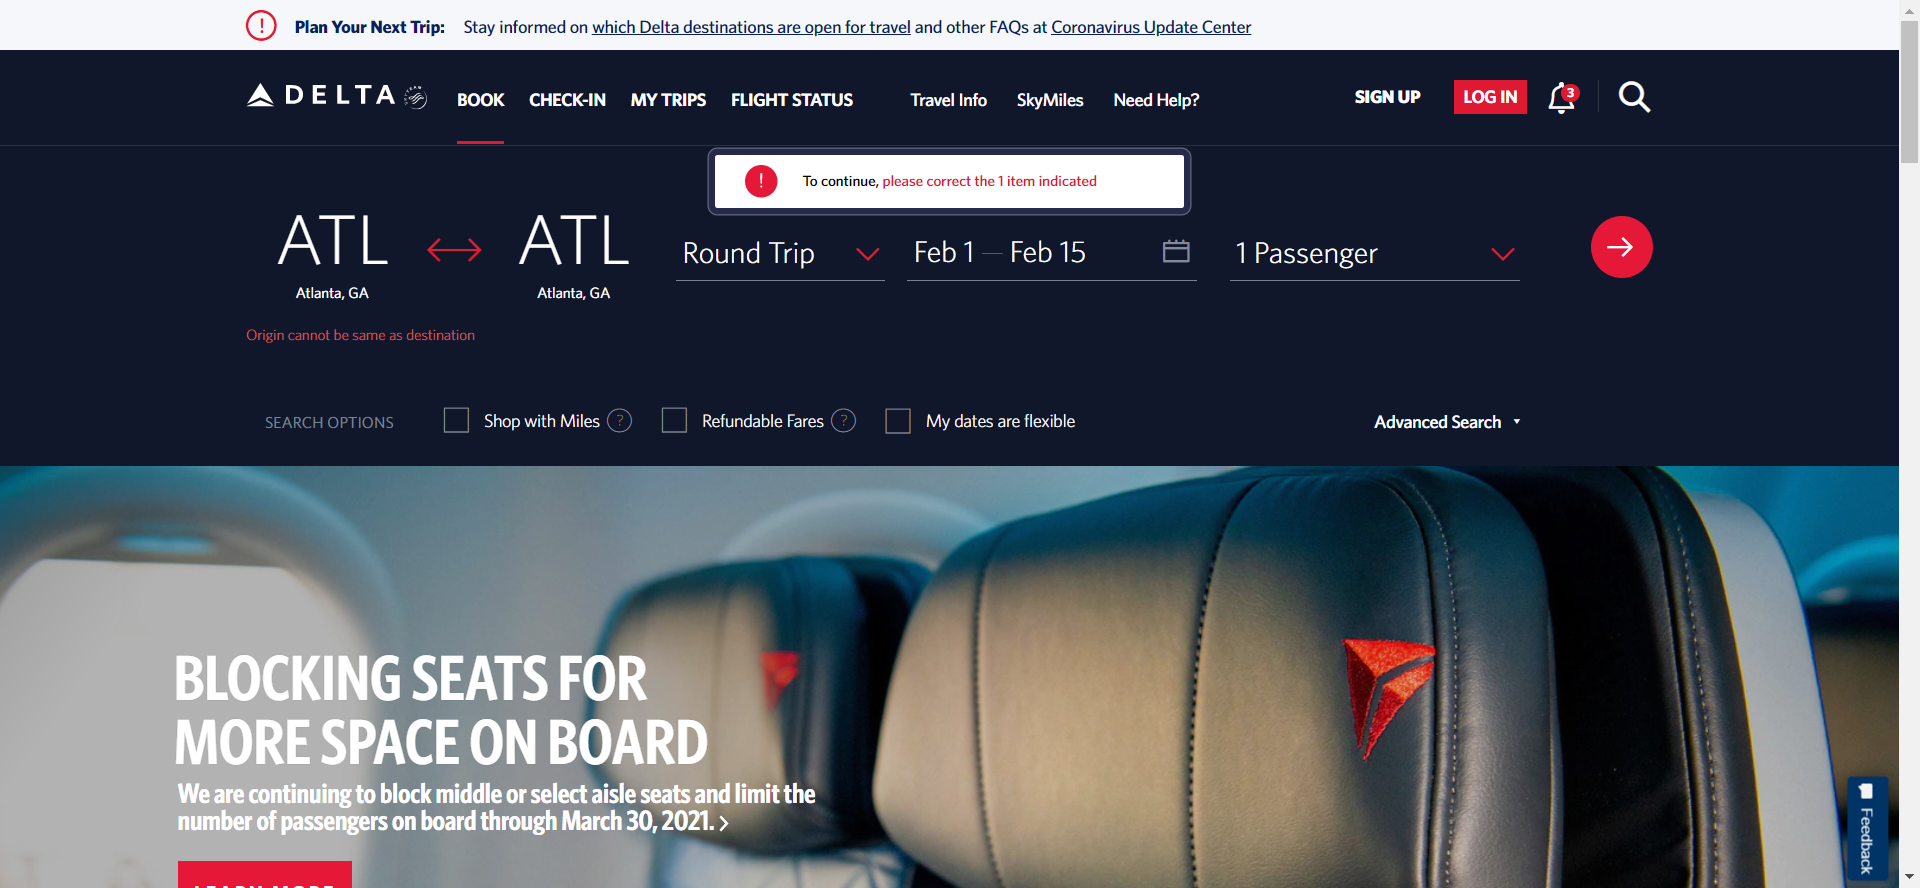 Plan Your Next Trip: Stay informed on which Delta destinations are open for travel and other FAQs at Coronavirus Update Center
DELTA BOOK CHECK-IN MY TRIPS FLIGHT STATUS Travel Info SkyMiles Need Help? SIGN UP LOG IN 3
! To continue, please correct the 1 item indicated
ATL ATL Round Trip Feb 1 — Feb 15 1 Passenger
Atlanta, GA Atlanta, GA
Origin cannot be same as destination
SEARCH OPTIONS Shop with Miles ? Refundable Fares ? My dates are flexible Advanced Search
BLOCKING SEATS FOR
MORE SPACE ON BOARD
We are continuing to block middle or select aisle seats and limit the
number of passengers on board through March 30, 2021.
LEARN MORE
Feedback